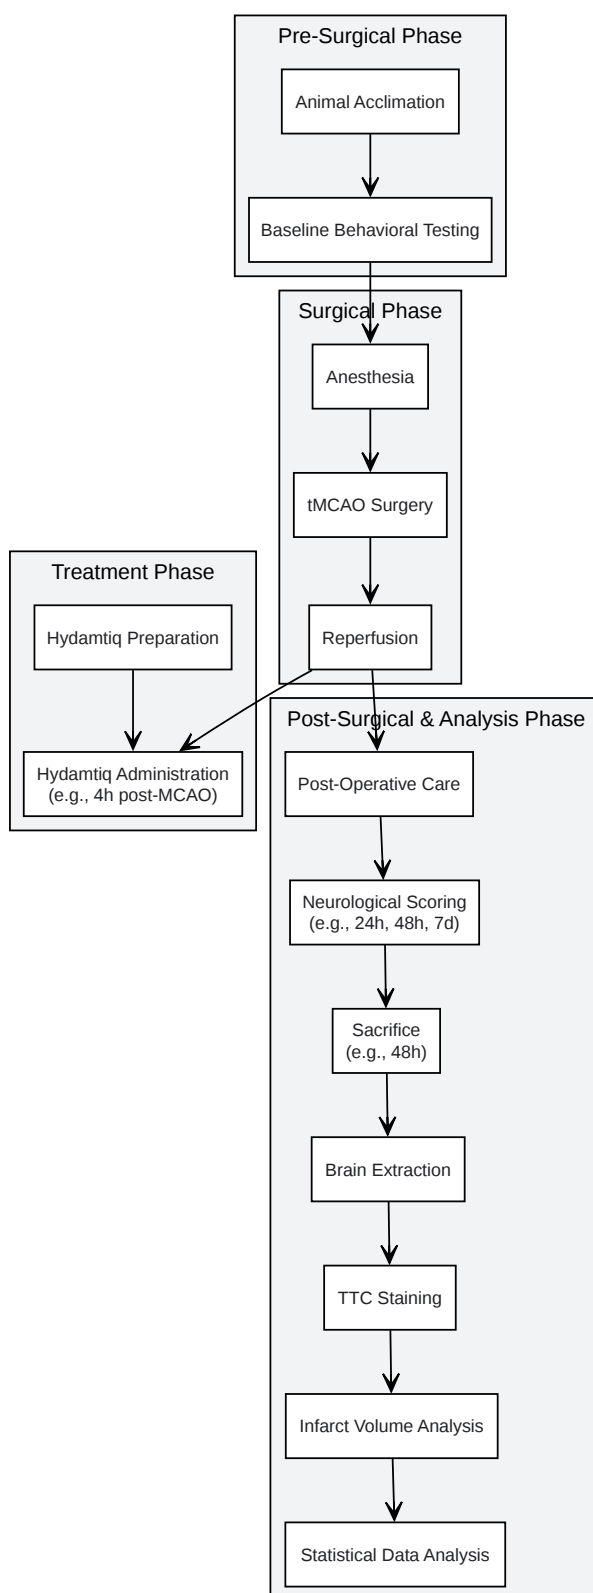 Pre-Surgical Phase
Animal Acclimation
Baseline Behavioral Testing
Surgical Phase
Anesthesia
tMCAO Surgery
Reperfusion
Treatment Phase
Hydamtiq Preparation
Hydamtiq Administration
(e.g., 4h post-MCAO)
Post-Surgical & Analysis Phase
Post-Operative Care
Neurological Scoring
(e.g., 24h, 48h, 7d)
Sacrifice
(e.g., 48h)
Brain Extraction
TTC Staining
Infarct Volume Analysis
Statistical Data Analysis